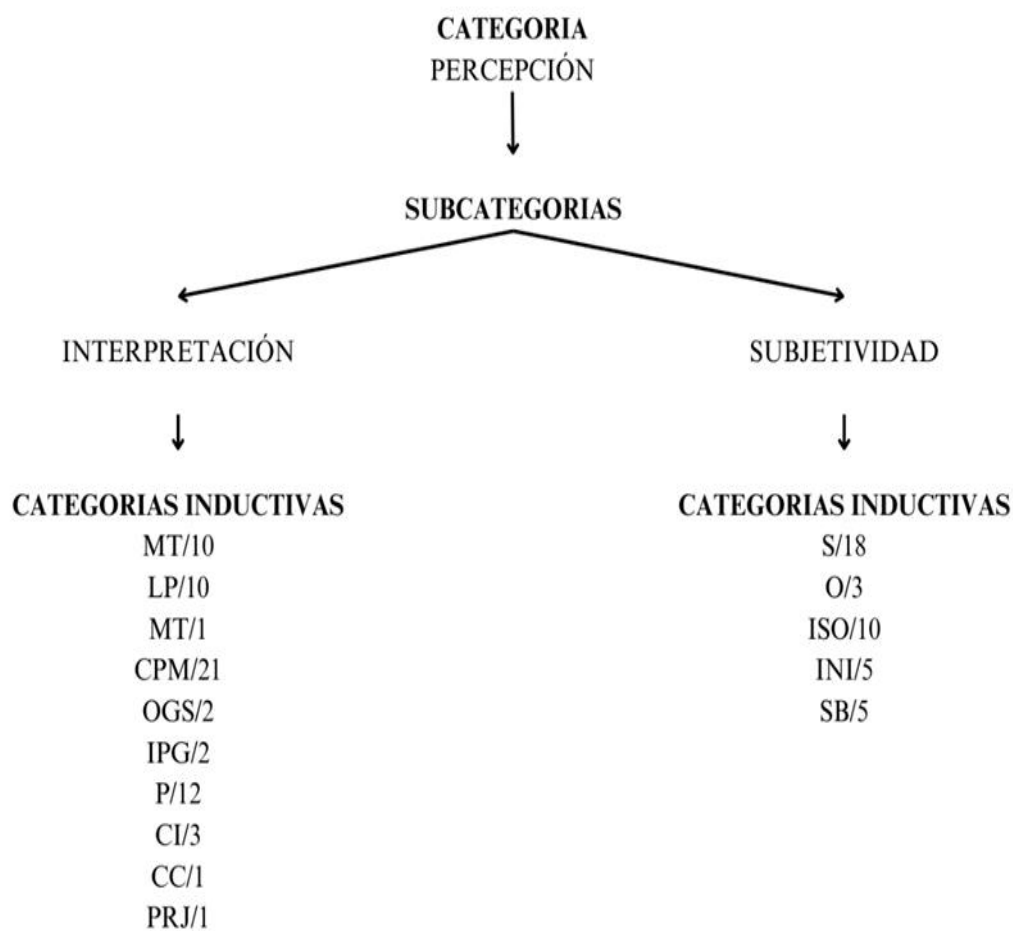 CATEGORIA
PERCEPCIÓN
SUBCATEGORIAS
INTERPRETACIÓN
SUBJETIVIDAD
CATEGORIAS INDUCTIVAS
MT/10
LP/10
MT/1
CPM/21
OGS/2
IPG/2
P/12
CI/3
CC/1
PRJ/1
CATEGORIAS INDUCTIVAS
S/18
O/3
ISO/10
INI/5
SB/5